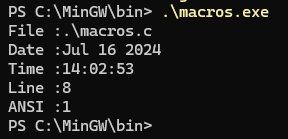 PS C:\MinGW\bin> .\macros.exe
File :.\macros.c
Date :Jul 16 2024
Time :14:02:53
Line :8
ANSI :1
PS C:\MinGW\bin>